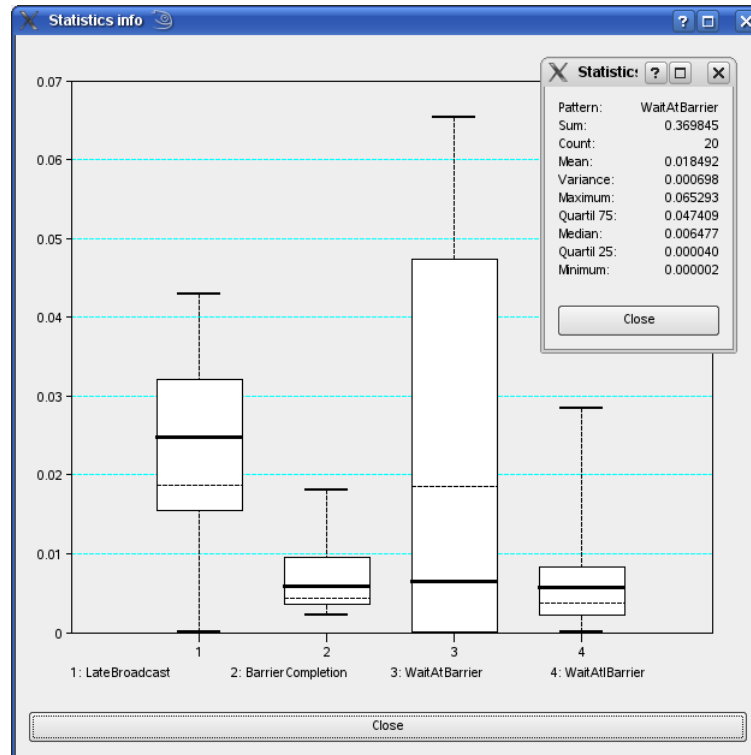 Statistics info
0.07
0.06
0.05
0.04
0.03
0.02
0.01
0
1
2
3
4
1: LateBroadcast
2: BarrierCompletion
3: WaitAtBarrier
4: WaitAtIBarrier
Close
Statistics
Pattern: WaitAtBarrier
Sum: 0.369845
Count: 20
Mean: 0.018492
Variance: 0.000698
Maximum: 0.065293
Quartil 75: 0.047409
Median: 0.006477
Quartil 25: 0.000040
Minimum: 0.000002
Close